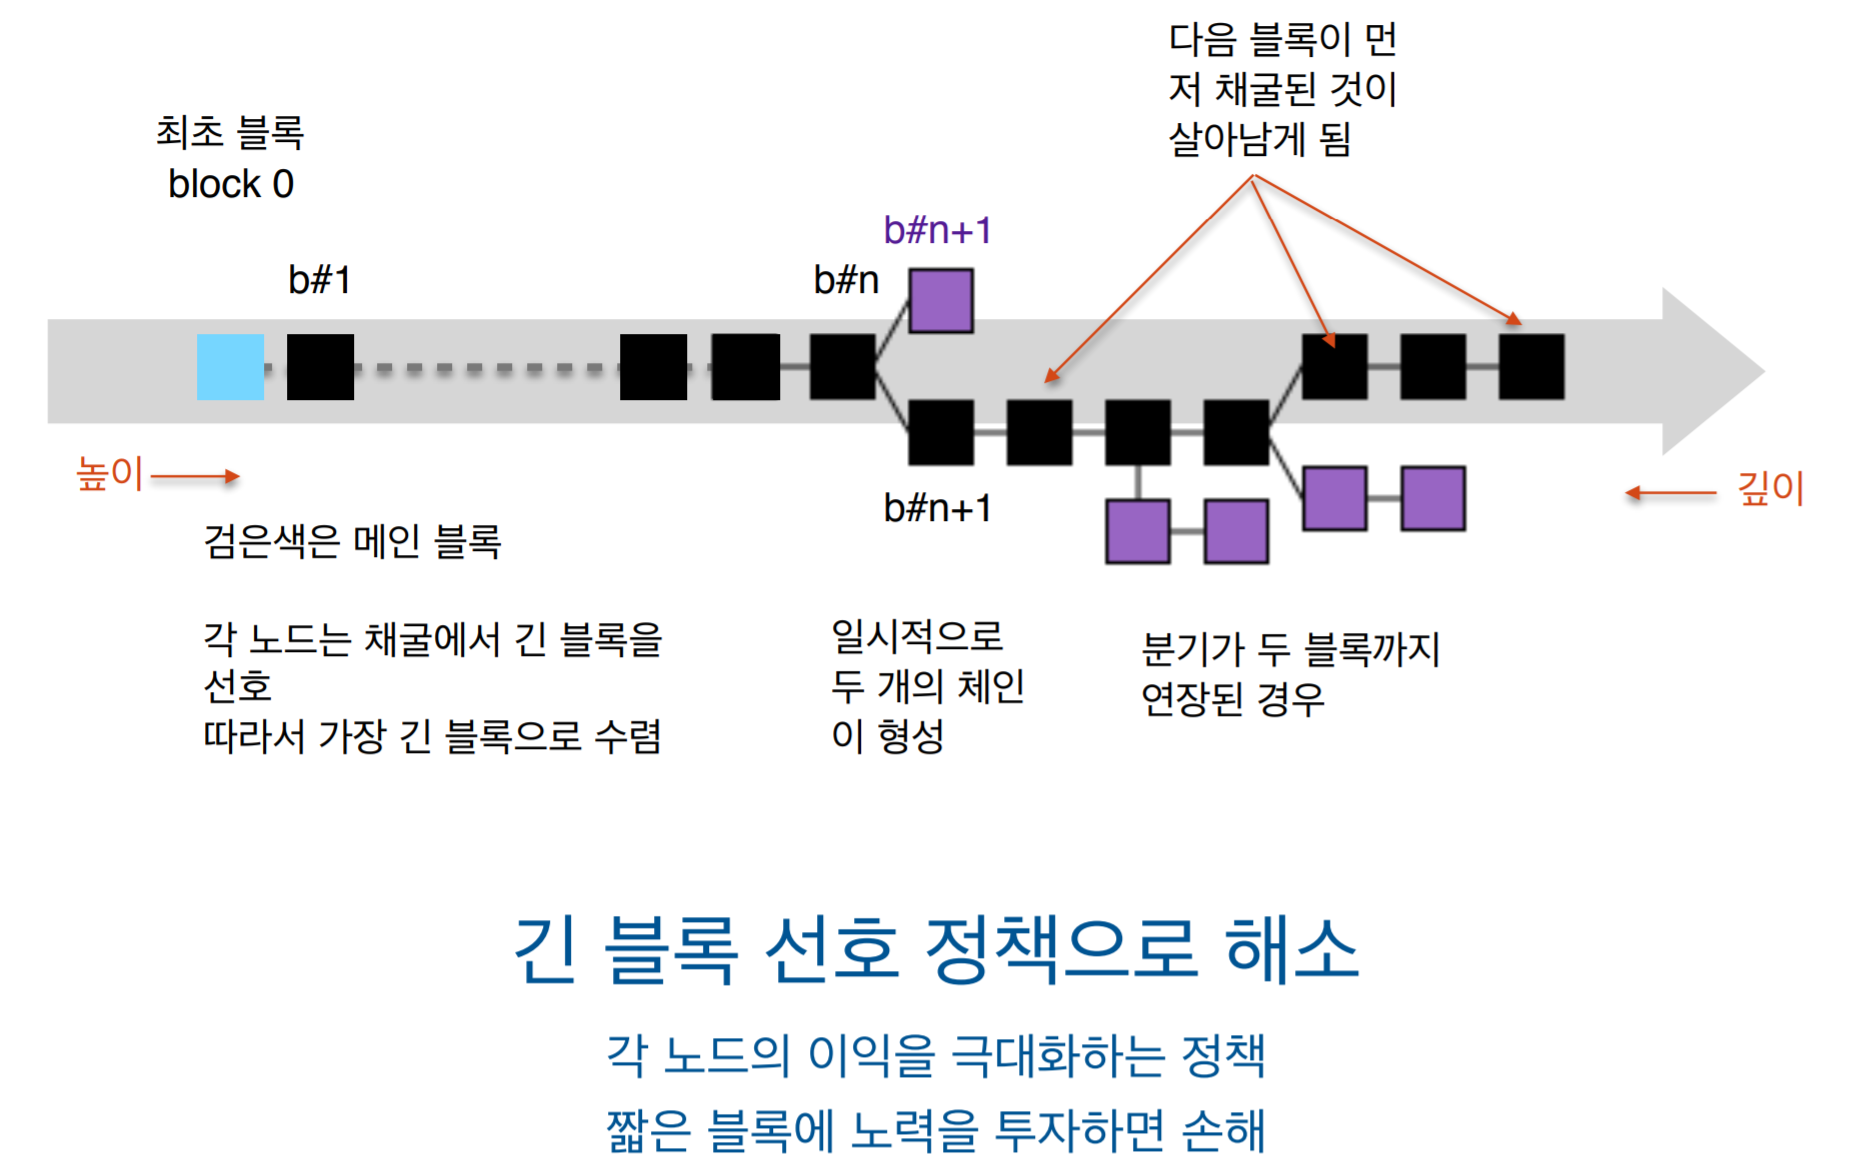 다음 블록이 먼
저 채굴된 것이
살아남게 됨
최초 블록
block 0
b#1
b#n
b#n+1
b#n+1
높이
깊이
검은색은 메인 블록
각 노드는 채굴에서 긴 블록을
선호
따라서 가장 긴 블록으로 수렴
일시적으로
두 개의 체인
이 형성
분기가 두 블록까지
연장된 경우
긴 블록 선호 정책으로 해소
각 노드의 이익을 극대화하는 정책
짧은 블록에 노력을 투자하면 손해